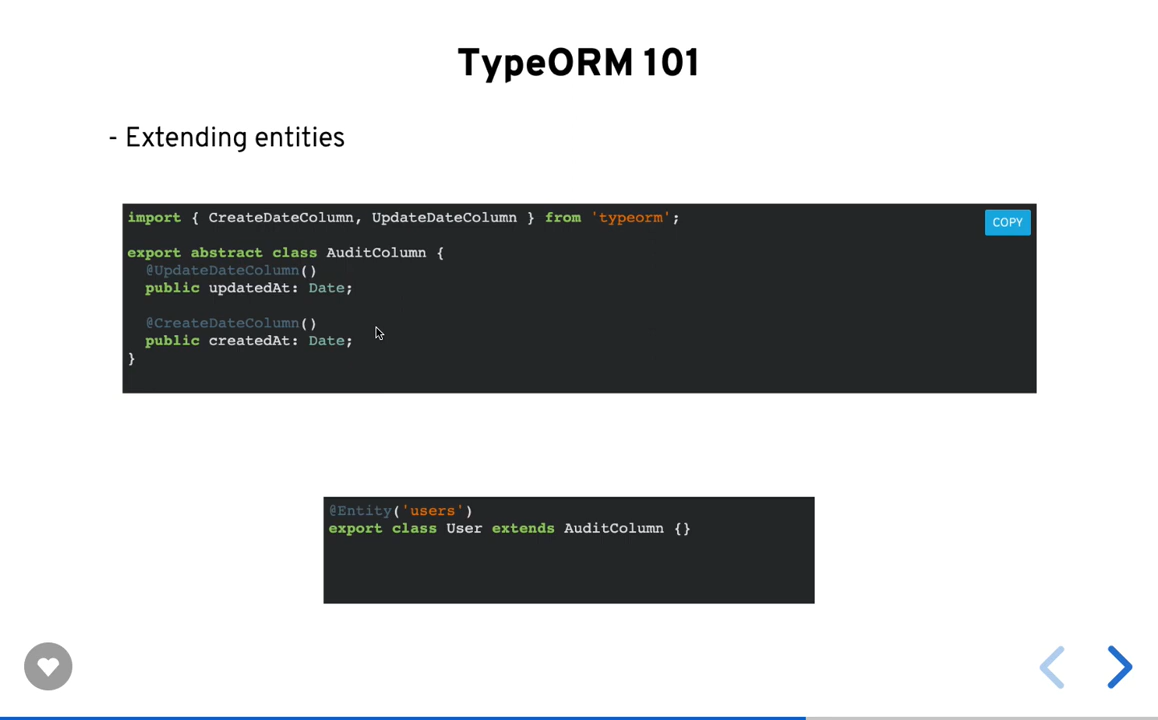 TypeORM 101
- Extending entities
import { CreateDateColumn, UpdateDateColumn } from 'typeorm';
COPY
export abstract class AuditColumn {
@UpdateDateColumn()
public updatedAt: Date;
@CreateDateColumn()
public createdAt: Date;
}
@Entity('users')
export class User extends AuditColumn {}